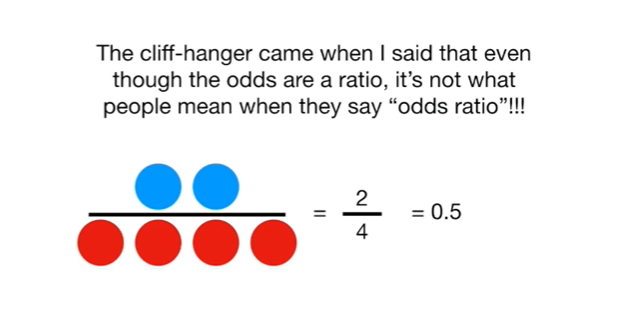 The cliff-hanger came when I said that even
though the odds are a ratio, it’s not what
people mean when they say “odds ratio”!!!
= 2/4 = 0.5